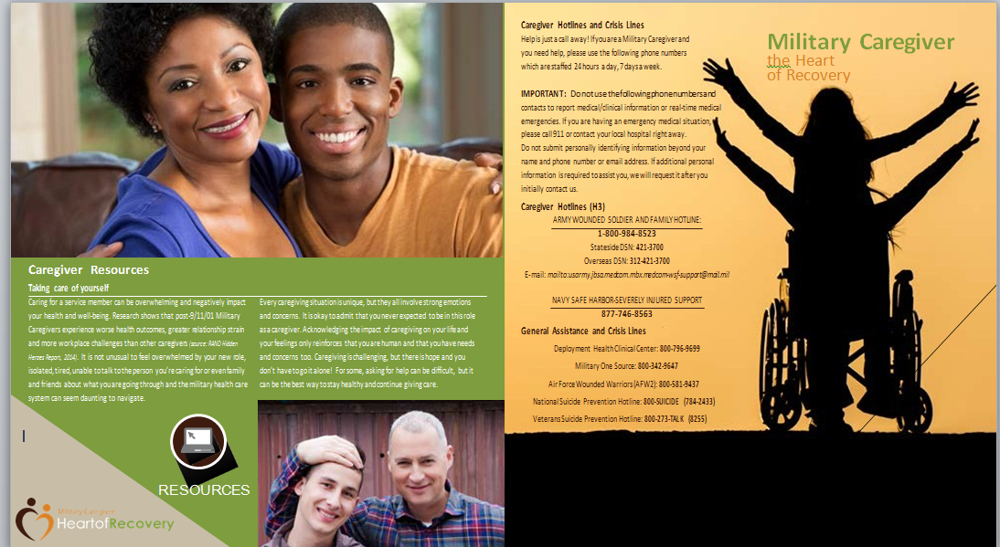 Caregiver Resources
Taking care of yourself
Caring for a service member can be overwhelming and negatively impact
your health and well-being. Research shows that post-9/11/01 Military
Caregivers experience worse health outcomes, greater relationship strain
and more workplace challenges than other caregivers (source: RAND Hidden
Heroes Report, 2014). It is not unusual to feel overwhelmed by your new role,
isolated, tired, unable to talk to the person you're caring for or even family
and friends about what you are going through and the military health care
system can seem daunting to navigate.
Every caregiving situation is unique, but they all involve strong emotions
and concerns. It is okay to admit that you never expected to be in this role
as a caregiver. Acknowledging the impact of caregiving on your life and
your feelings only reinforces that you are human and that you have needs
and concerns too. Caregiving is challenging, but there is hope and you
don't have to go it alone! For some, asking for help can be difficult, but it
can be the best way to stay healthy and continue giving care.
RESOURCES
Military Caregiver
HeartofRecovery
Caregiver Hotlines and Crisis Lines
Help is just a call away! If you are a Military Caregiver and
you need help, please use the following phone numbers
which are staffed 24 hours a day, 7 days a week.
IMPORTANT: Do not use the following phone numbers and
contacts to report medical/clinical information or real-time medical
emergencies. If you are having an emergency medical situation,
please call 911 or contact your local hospital right away.
Do not submit personally identifying information beyond your
name and phone number or email address. If additional personal
information is required to assist you, we will request it after you
initially contact us.
Caregiver Hotlines (H3)
ARMY WOUNDED SOLDIER AND FAMILY HOTLINE:
1-800-984-8523
Stateside DSN: 421-3700
Overseas DSN: 312-421-3700
E-mail: mailto:usarmy.jbsa.medcom.mbx.medcom-wsf-support@mail.mil
NAVY SAFE HARBOR-SEVERELY INJURED SUPPORT
877-746-8563
General Assistance and Crisis Lines
Deployment Health Clinical Center: 800-796-9699
Military One Source: 800-342-9647
Air Force Wounded Warriors (AFW2): 800-581-9437
National Suicide Prevention Hotline: 800-SUICIDE (784-2433)
Veterans Suicide Prevention Hotline: 800-273-TALK (8255)
Military Caregiver
the Heart
of Recovery